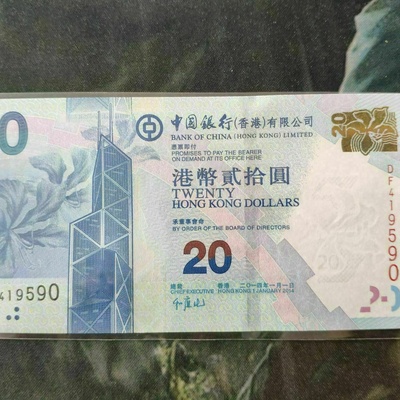 0
中國銀行(香港)有限公司
BANK OF CHINA (HONG KONG) LIMITED
憑票即付
PROMISES TO PAY THE BEARER
ON DEMAND AT ITS OFFICE HERE
港幣貳拾圓
TWENTY
HONG KONG DOLLARS
承董事會命
BY ORDER OF THE BOARD OF DIRECTORS
20
總裁 香港 二〇一四年一月一日
CHIEF EXECUTIVE HONG KONG 1 JANUARY 2014
419590
20
DF419590